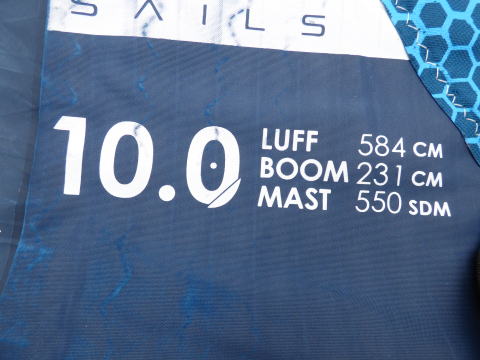 SAILS
10.0
LUFF 584 CM
BOOM 231 CM
MAST 550 SDM